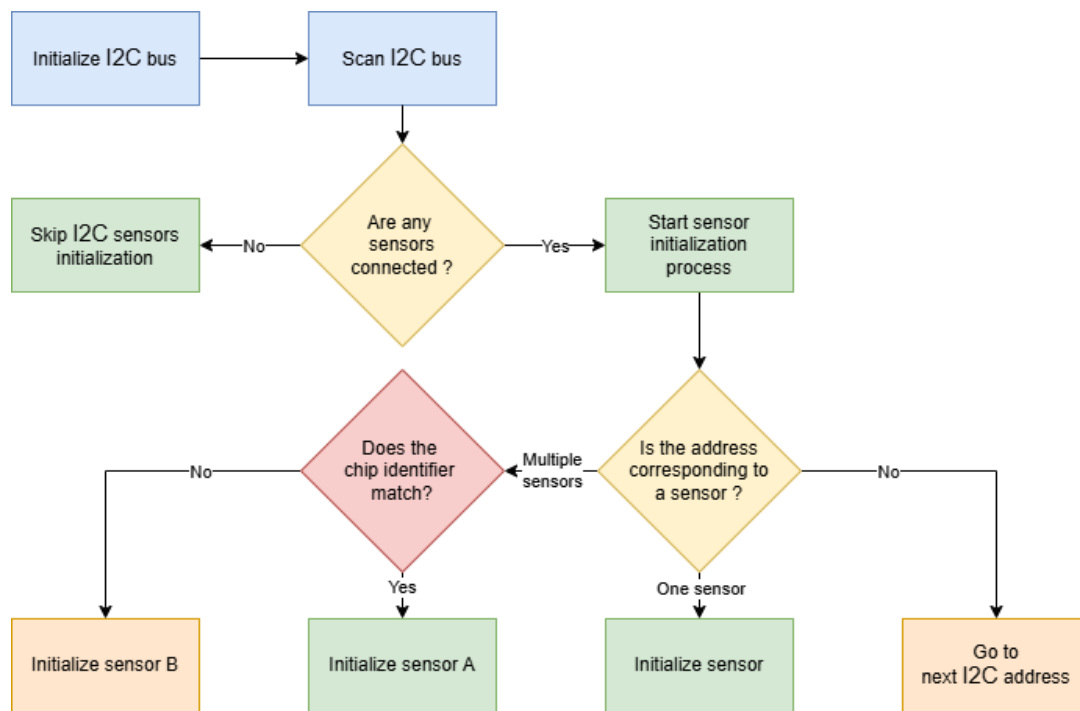 Initialize I2C bus
Scan I2C bus
Are any
sensors
connected ?
No
Yes
Skip I2C sensors
initialization
Start sensor
initialization
process
Does the
chip identifier
match?
Is the address
corresponding to
a sensor ?
Multiple
sensors
No
No
Yes
One sensor
Initialize sensor B
Initialize sensor A
Initialize sensor
Go to
next I2C address